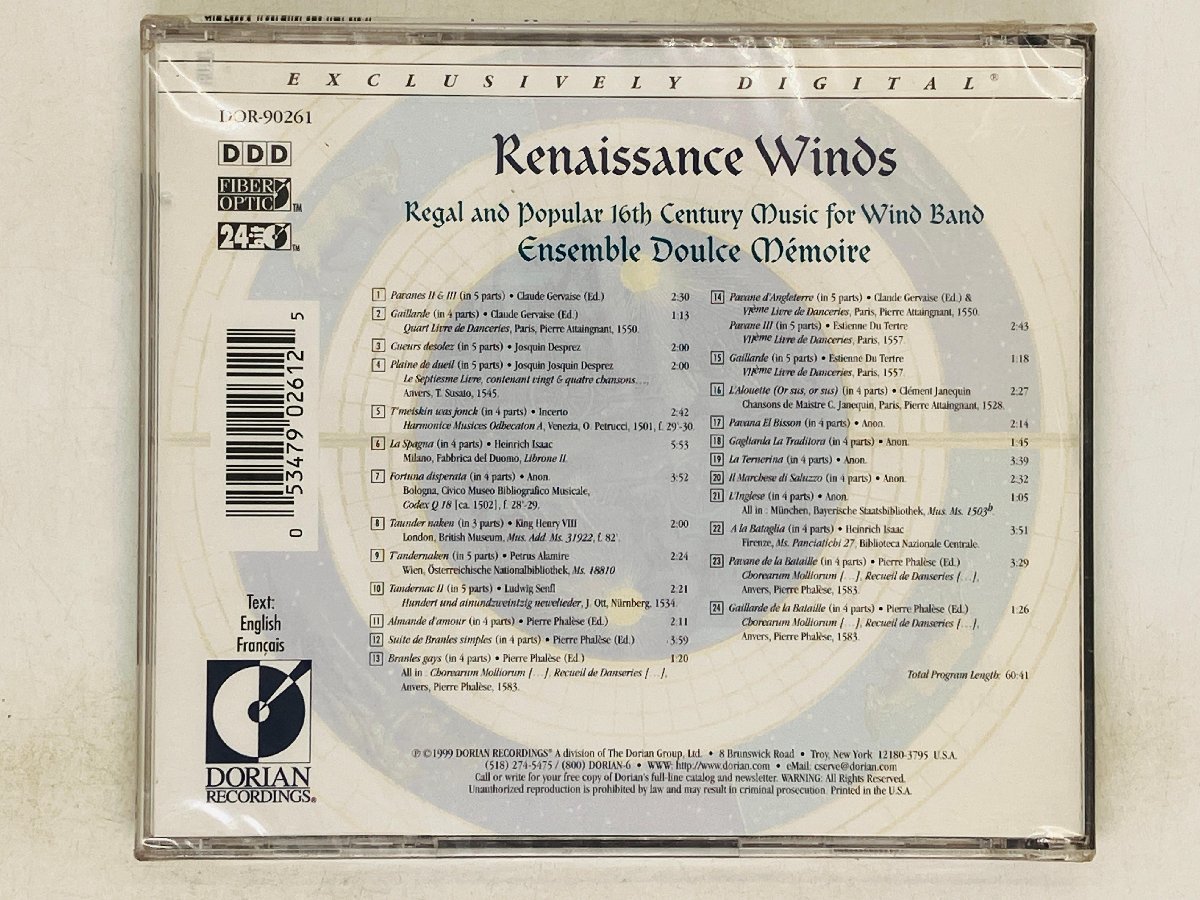 EXCLUSIVELY DIGITAL®
DOR-90261
DDD
FIBER
OPTIC™
24 BIT™
Renaissance Winds
Regal and Popular 16th Century Music for Wind Band
Ensemble Doulce Mémoire
1 Pavanes II & III (in 5 parts) • Claude Gervaise (Ed.) 2:30
2 Gaillarde (in 4 parts) • Claude Gervaise (Ed.) 1:13
Quart Livre de Danceries, Paris, Pierre Attaingnant, 1550.
3 Cueurs desolez (in 5 parts) • Josquin Desprez 2:00
4 Plaine de dueil (in 5 parts) • Josquin Josquin Desprez 2:00
Le Septiesme Livre, contenant vingt & quatre chansons....,
Anvers, T. Susato, 1545.
5 T'meiskin was jonck (in 4 parts) • Incerto 2:42
Harmonice Musices Odhecaton A, Venezia, O. Petrucci, 1501, f. 29'-30.
6 La Spagna (in 4 parts) • Heinrich Isaac 5:53
Milano, Fabbrica del Duomo, Librone II.
7 Fortuna disperata (in 4 parts) • Anon. 3:52
Bologna, Civico Museo Bibliografico Musicale,
Codex Q 18 [ca. 1502], f. 28'-29.
8 Taunder naken (in 3 parts) • King Henry VIII 2:00
London, British Museum, Mus. Add. Ms. 31922, f. 82'.
9 T'andernaken (in 5 parts) • Petrus Alamire 2:24
Wien, Österreichische Nationalbibliothek, Ms. 18810
10 Tandernac II (in 5 parts) • Ludwig Senfl 2:21
Hundert und ainundzweintzig newe lieder, J. Ott, Nürnberg, 1534.
11 Almande d'amour (in 4 parts) • Pierre Phalèse (Ed.) 2:11
12 Suite de Branles simples (in 4 parts) • Pierre Phalèse (Ed.) 3:59
13 Branles gays (in 4 parts) • Pierre Phalèse (Ed.) 1:20
All in : Chorearum Molliorum [...], Recueil de Danseries [...],
Anvers, Pierre Phalèse, 1583.
14 Pavane d'Angleterre (in 5 parts) • Claude Gervaise (Ed.) &
VIième Livre de Danceries, Paris, Pierre Attaingnant, 1550.
Pavane III (in 5 parts) • Estienne Du Tertre 2:43
VIIième Livre de Danceries, Paris, 1557.
15 Gaillarde (in 5 parts) • Estienne Du Tertre 1:18
VIIième Livre de Danceries, Paris, 1557.
16 L'Alouette (Or sus, or sus) (in 4 parts) • Clément Janequin 2:27
Chansons de Maistre C. Janequin, Paris, Pierre Attaingnant, 1528.
17 Pavana El Bisson (in 4 parts) • Anon. 2:14
18 Gagliarda La Traditora (in 4 parts) • Anon. 1:45
19 La Ternerina (in 4 parts) • Anon. 3:39
20 Il Marchese di Saluzzo (in 4 parts) • Anon. 2:32
21 L'Inglese (in 4 parts) • Anon. 1:05
All in : München, Bayerische Staatsbibliothek, Mus. Ms. 1503b.
22 A la Bataglia (in 4 parts) • Heinrich Isaac 3:51
Firenze, Ms. Panciatichi 27, Biblioteca Nazionale Centrale.
23 Pavane de la Bataille (in 4 parts) • Pierre Phalèse (Ed.) 3:29
Chorearum Molliorum [...], Recueil de Danseries [...],
Anvers, Pierre Phalèse, 1583.
24 Gaillarde de la Bataille (in 4 parts) • Pierre Phalèse (Ed.) 1:26
Chorearum Molliorum [...], Recueil de Danseries [...],
Anvers, Pierre Phalèse, 1583.
Total Program Length: 60:41
0 53479 02612 5
Text:
English
Français
DORIAN
RECORDINGS®
℗ © 1999 DORIAN RECORDINGS® A division of The Dorian Group, Ltd. • 8 Brunswick Road • Troy, New York 12180-3795 U.S.A.
(518) 274-5475 / (800) DORIAN-6 • WWW: http://www.dorian.com • eMail: cserve@dorian.com
Call or write for your free copy of Dorian's full-line catalog and newsletter. WARNING: All Rights Reserved.
Unauthorized reproduction is prohibited by law and may result in criminal prosecution. Printed in the U.S.A.